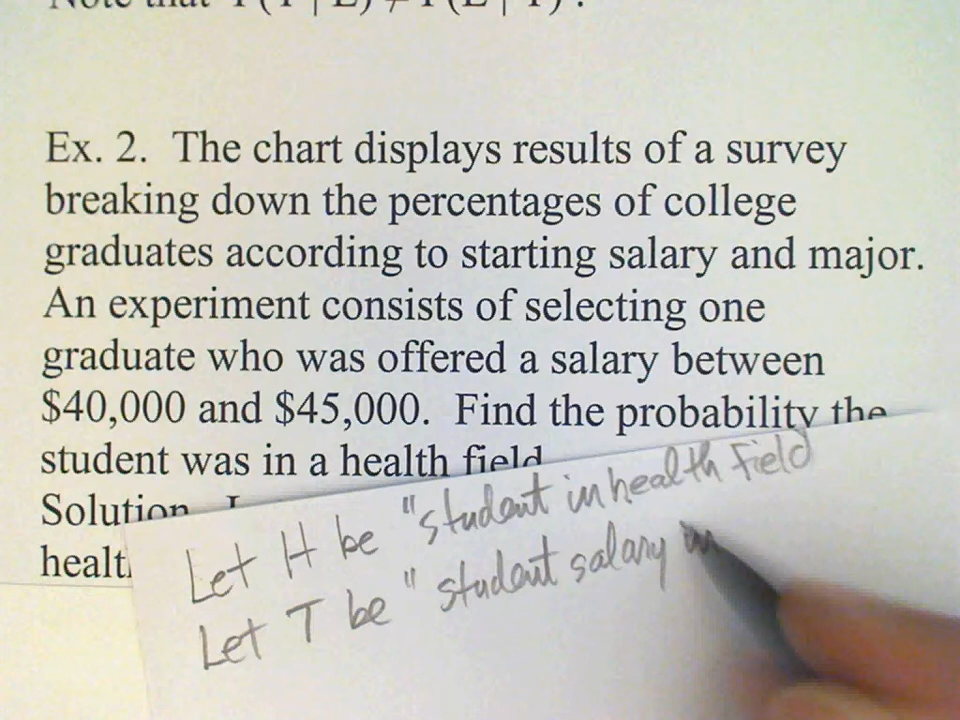 Note that P(T | E) ≠ P(E | T).
Ex. 2. The chart displays results of a survey
breaking down the percentages of college
graduates according to starting salary and major.
An experiment consists of selecting one
graduate who was offered a salary between
$40,000 and $45,000. Find the probability the
student was in a health field
Solution
healt
Let H be "student in health field
Let T be "student salary